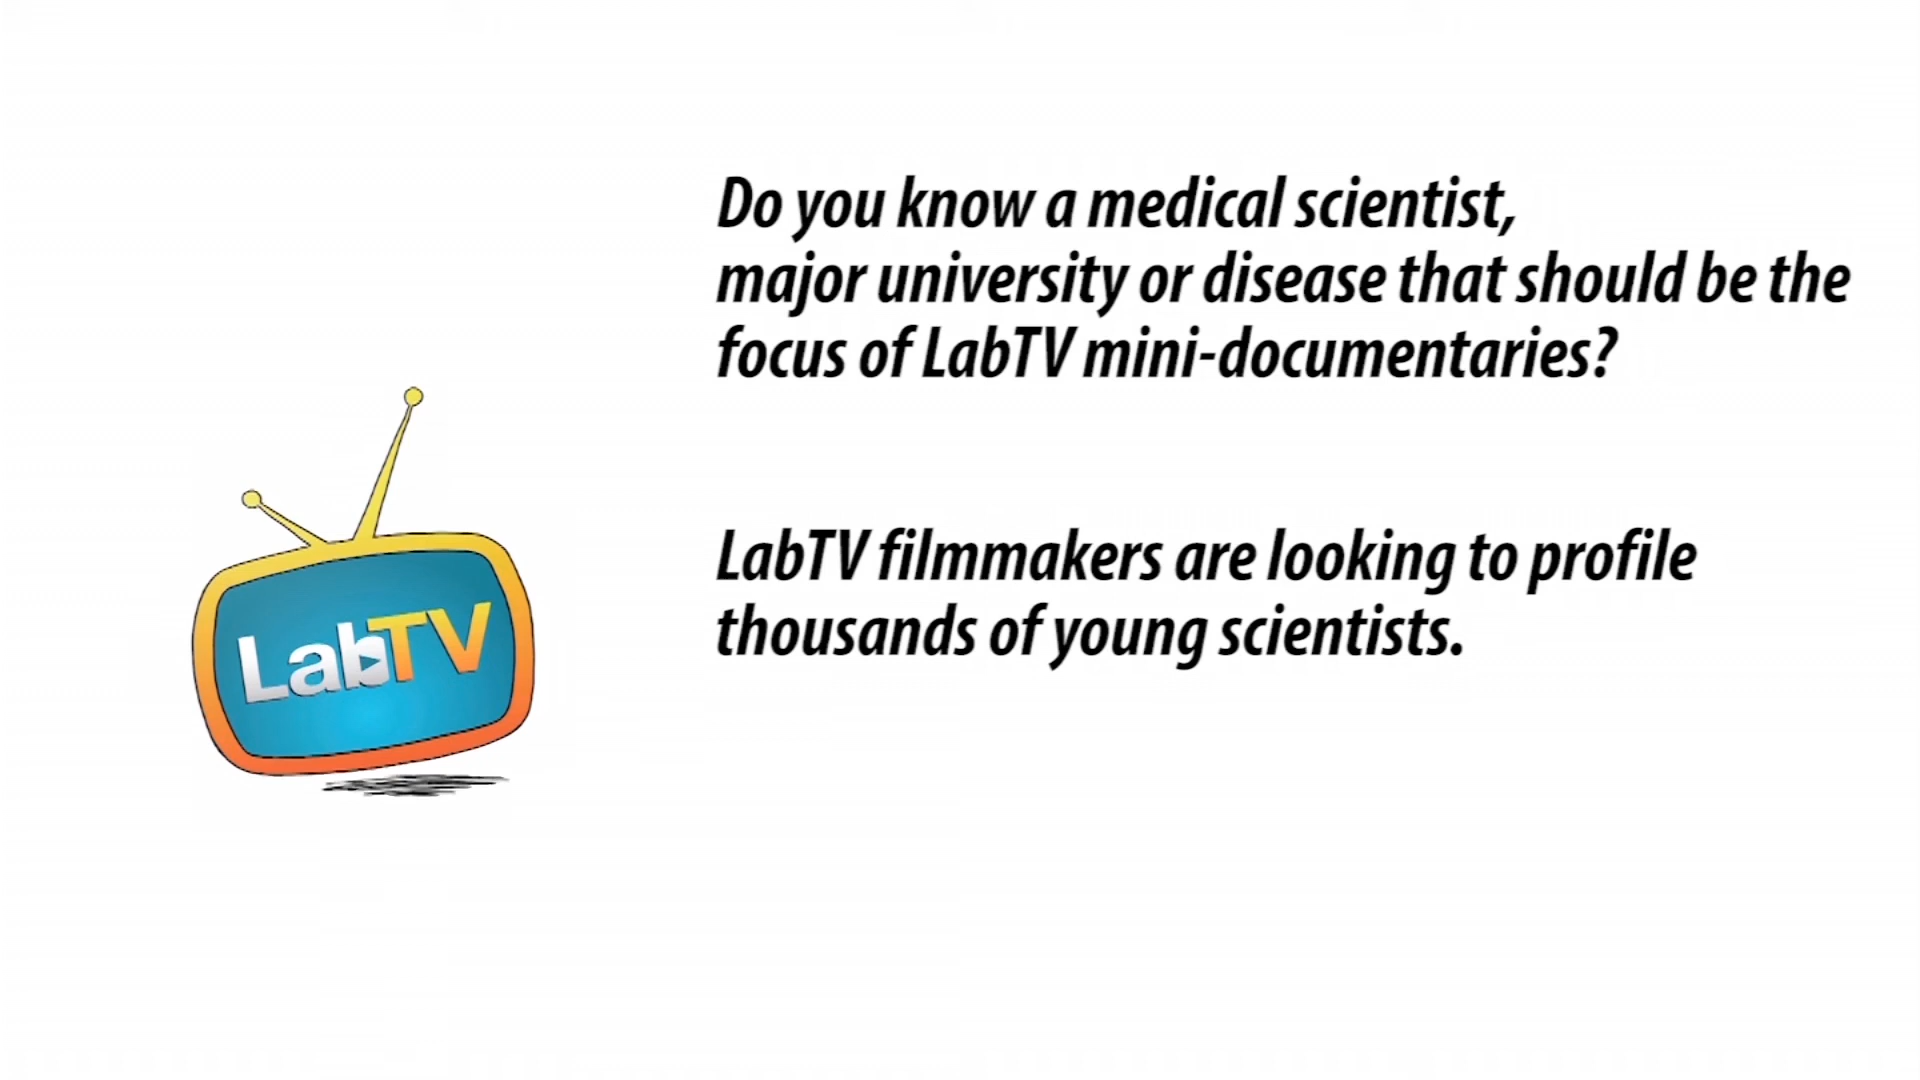 Do you know a medical scientist,
major university or disease that should be the
focus of LabTV mini-documentaries?
LabTV filmmakers are looking to profile
thousands of young scientists.
LabTV